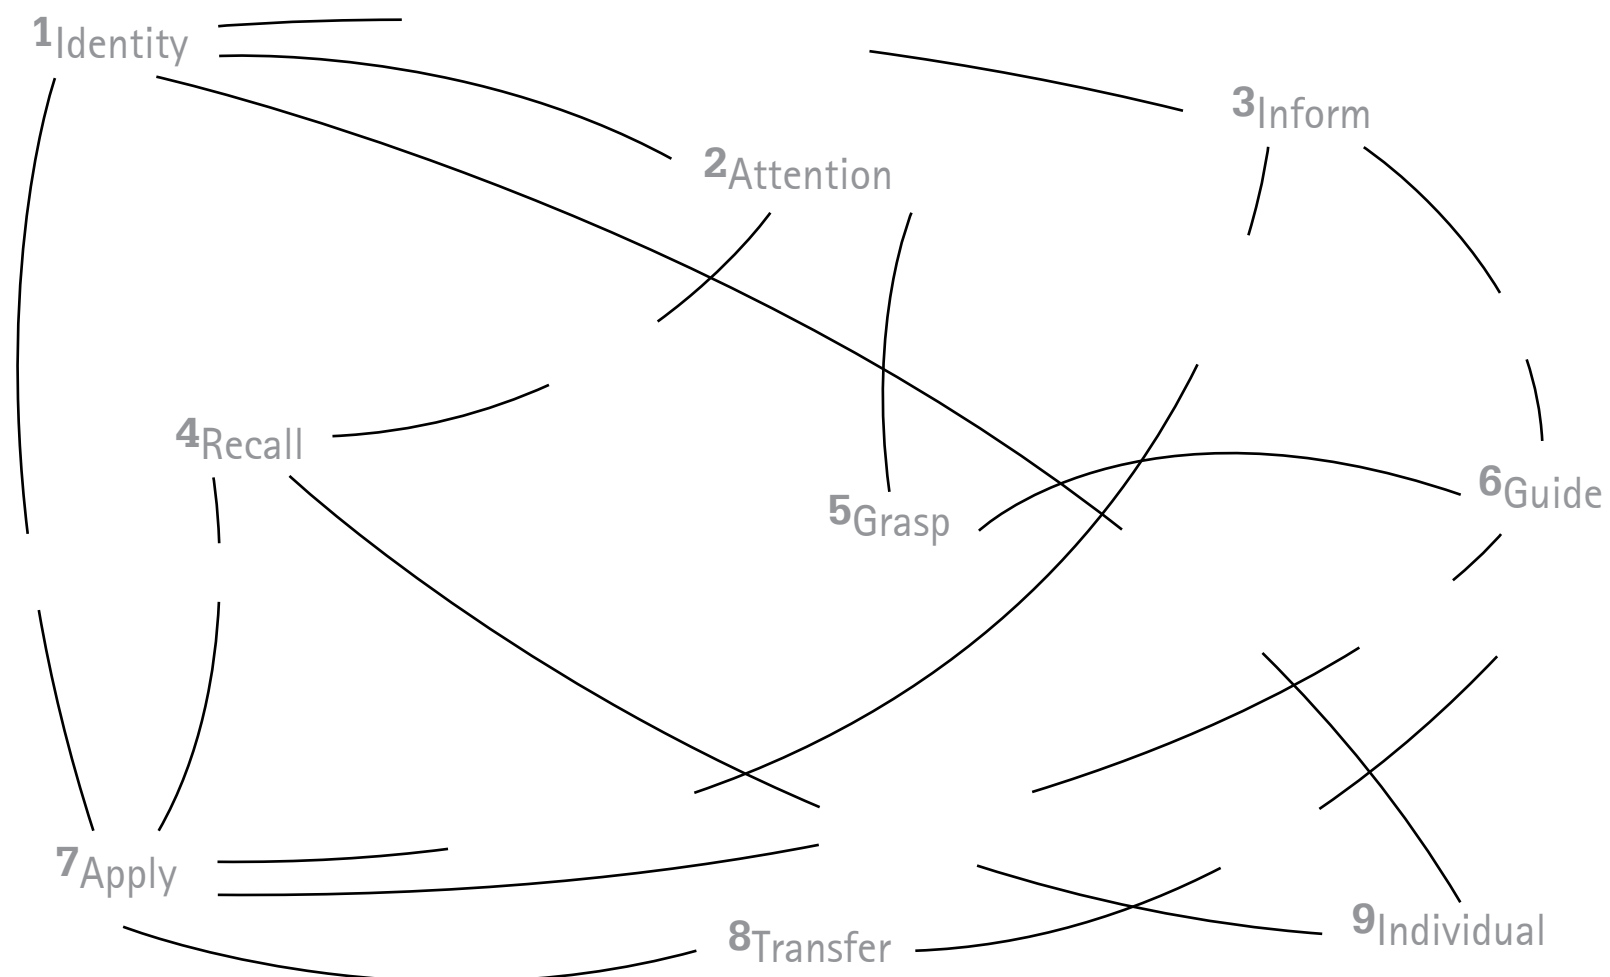 1Identity
2Attention
3Inform
4Recall
5Grasp
6Guide
7Apply
8Transfer
9Individual